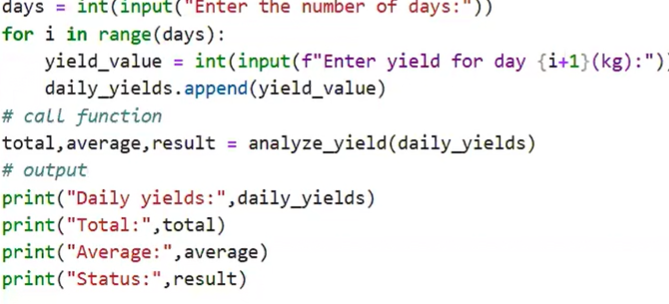 days = int(input("Enter the number of days:"))
for i in range(days):
    yield_value = int(input(f"Enter yield for day {i+1}(kg):"))
    daily_yields.append(yield_value)
# call function
total,average,result = analyze_yield(daily_yields)
# output
print("Daily yields:",daily_yields)
print("Total:",total)
print("Average:",average)
print("Status:",result)